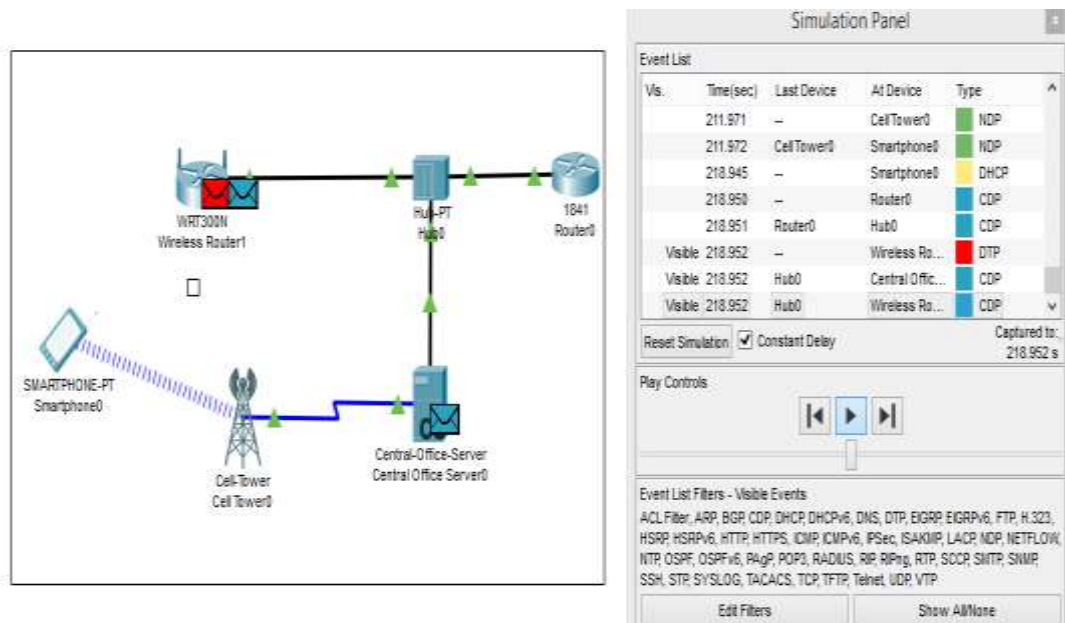 WRT300N
Wireless Router1
Hub-PT
Hub0
1841
Router0
SMARTPHONE-PT
Smartphone0
Cell-Tower
Cell Tower0
Central-Office-Server
Central Office Server0
Simulation Panel
Event List
Vis. Time(sec) Last Device At Device Type
211.971 -- Cell Tower0 NDP
211.972 Cell Tower0 Smartphone0 NDP
218.945 -- Smartphone0 DHCP
218.950 -- Router0 CDP
218.951 Router0 Hub0 CDP
Visible 218.952 -- Wireless Ro... DTP
Visible 218.952 Hub0 Central Offic... CDP
Visible 218.952 Hub0 Wireless Ro... CDP
Reset Simulation Constant Delay Captured to:
218.952 s
Play Controls
Event List Filters - Visible Events
ACL Filter, ARP, BGP, CDP, DHCP, DHCPv6, DNS, DTP, EIGRP, EIGRPv6, FTP, H.323,
HSRP, HSRPv6, HTTP, HTTPS, ICMP, ICMPv6, IPSec, ISAKMP, LACP, NDP, NETFLOW,
NTP, OSPF, OSPFv6, PAgP, POP3, RADIUS, RIP, RIPng, RTP, SCCP, SMTP, SNMP,
SSH, STP, SYSLOG, TACACS, TCP, TFTP, Telnet, UDP, VTP
Edit Filters Show All/None